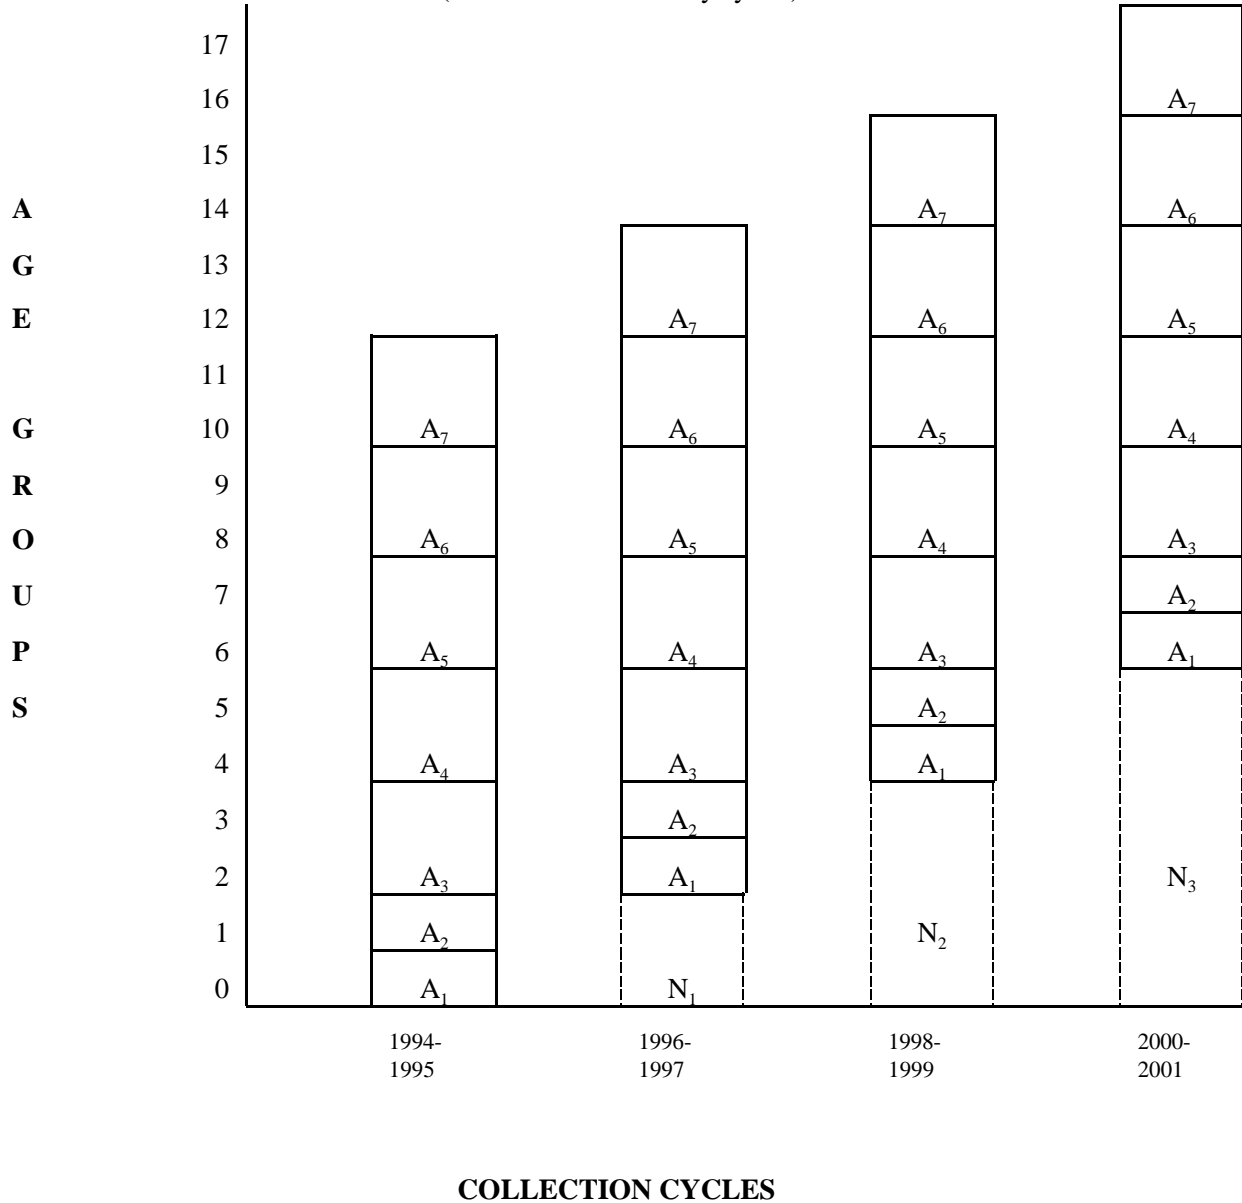 17
16 A₇
15
A 14 A₇ A₆
G 13
E 12 A₇ A₆ A₅
11
G 10 A₇ A₆ A₅ A₄
R 9
O 8 A₆ A₅ A₄ A₃
U 7 A₂
P 6 A₅ A₄ A₃ A₁
S 5 A₂
4 A₄ A₃ A₁
3 A₂
2 A₃ A₁ N₃
1 A₂ N₂
0 A₁ N₁
1994- 1996- 1998- 2000-
1995 1997 1999 2001
COLLECTION CYCLES